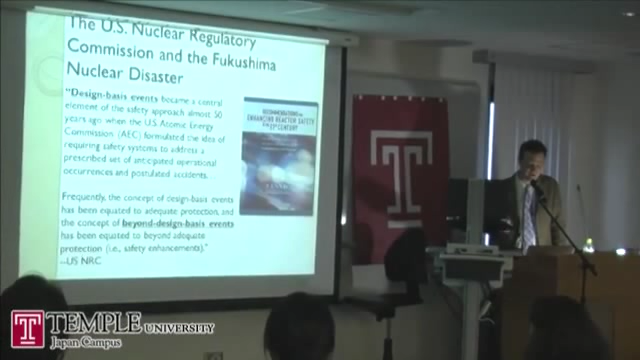 The U.S. Nuclear Regulatory
Commission and the Fukushima
Nuclear Disaster
"Design-basis events became a central
element of the safety approach almost 50
years ago when the U.S. Atomic Energy
Commission (AEC) formulated the idea of
requiring safety systems to address a
prescribed set of anticipated operational
occurrences and postulated accidents. . .
Frequently, the concept of design-basis events
has been equated to adequate protection, and
the concept of beyond-design-basis events
has been equated to beyond adequate
protection (i.e., safety enhancements)."
--US NRC
RECOMMENDATIONS FOR
ENHANCING REACTOR SAFETY
IN THE 21ST CENTURY
T
T TEMPLE UNIVERSITY
Japan Campus